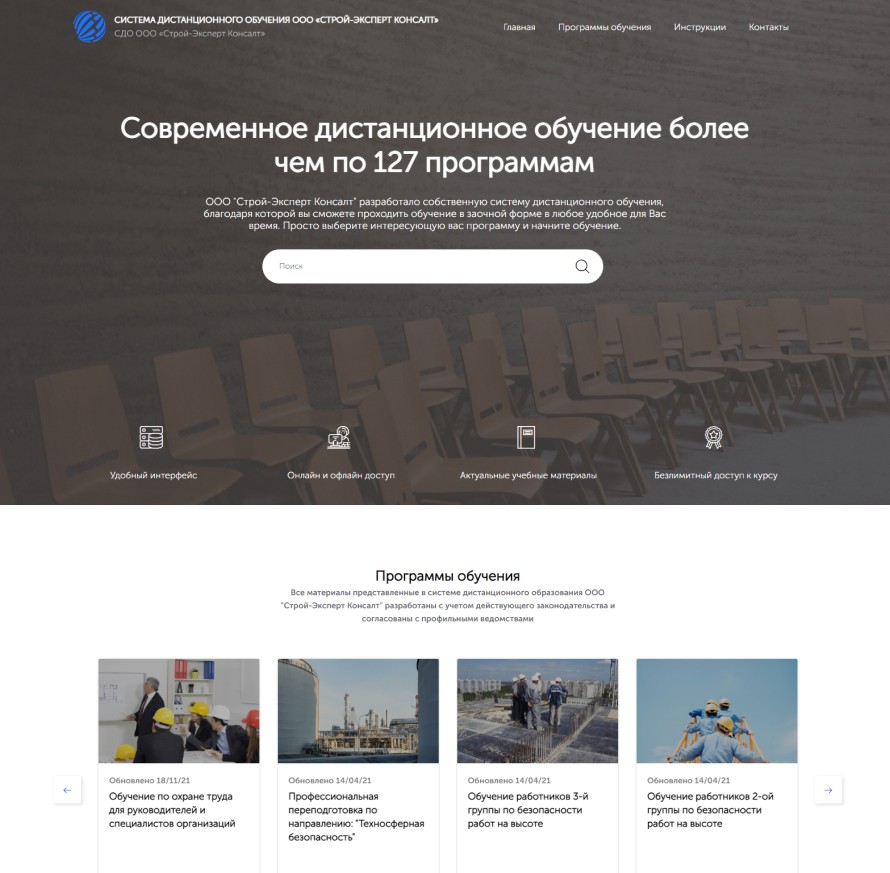 СИСТЕМА ДИСТАНЦИОННОГО ОБУЧЕНИЯ ООО «СТРОЙ-ЭКСПЕРТ КОНСАЛТ»
СДО ООО «Строй-Эксперт Консалт»
Главная
Программы обучения
Инструкции
Контакты
Современное дистанционное обучение более
чем по 127 программам
ООО "Строй-Эксперт Консалт" разработало собственную систему дистанционного обучения,
благодаря которой вы сможете проходить обучение в заочной форме в любое удобное для Вас
время. Просто выберите интересующую вас программу и начните обучение.
Поиск
Удобный интерфейс
Онлайн и офлайн доступ
Актуальные учебные материалы
Безлимитный доступ к курсу
Программы обучения
Все материалы представленные в системе дистанционного образования ООО
"Строй-Эксперт Консалт" разработаны с учетом действующего законодательства и
согласованы с профильными ведомствами
Обновлено 18/11/21
Обучение по охране труда
для руководителей и
специалистов организаций
Обновлено 14/04/21
Профессиональная
переподготовка по
направлению: "Техносферная
безопасность"
Обновлено 14/04/21
Обучение работников 3-й
группы по безопасности
работ на высоте
Обновлено 14/04/21
Обучение работников 2-ой
группы по безопасности
работ на высоте